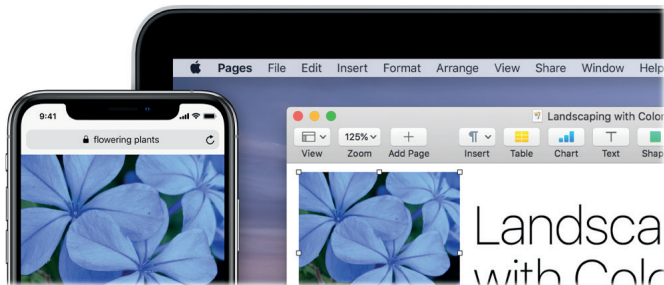 Pages File Edit Insert Format Arrange View Share Window Help
9:41
flowering plants
Landscaping with Color
125%
View Zoom Add Page Insert Table Chart Text
Landsca
with Colo